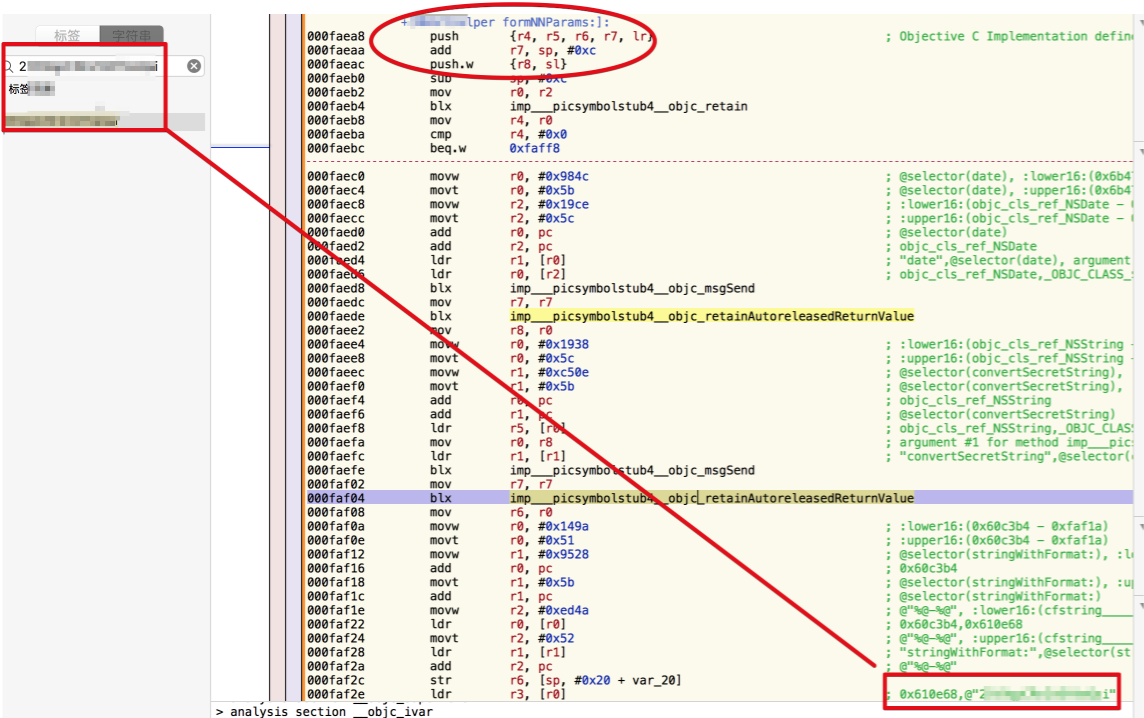 标签 字符串
2 i
标签
+ lper formNNParams:]:
000faea8 push {r4, r5, r6, r7, lr} ; Objective C Implementation define
000faeaa add r7, sp, #0xc
000faeac push.w {r8, sl}
000faeb0 sub sp, #0xc
000faeb2 mov r0, r2
000faeb4 blx imp___picsymbolstub4__objc_retain
000faeb8 mov r4, r0
000faeba cmp r4, #0x0
000faebc beq.w 0xfaff8
000faec0 movw r0, #0x984c ; @selector(date), :lower16:(0x6b4
000faec4 movt r0, #0x5b ; @selector(date), :upper16:(0x6b4
000faec8 movw r2, #0x19ce ; :lower16:(objc_cls_ref_NSDate -
000faecc movt r2, #0x5c ; :upper16:(objc_cls_ref_NSDate -
000faed0 add r0, pc ; @selector(date)
000faed2 add r2, pc ; objc_cls_ref_NSDate
000faed4 ldr r1, [r0] ; "date",@selector(date), argument
000faed6 ldr r0, [r2] ; objc_cls_ref_NSDate,_OBJC_CLASS_
000faed8 blx imp___picsymbolstub4__objc_msgSend
000faedc mov r7, r7
000faede blx imp___picsymbolstub4__objc_retainAutoreleasedReturnValue
000faee2 mov r8, r0
000faee4 movw r0, #0x1938 ; :lower16:(objc_cls_ref_NSString -
000faee8 movt r0, #0x5c ; :upper16:(objc_cls_ref_NSString -
000faeec movw r1, #0xc50e ; @selector(convertSecretString),
000faef0 movt r1, #0x5b ; @selector(convertSecretString),
000faef4 add r0, pc ; objc_cls_ref_NSString
000faef6 add r1, pc ; @selector(convertSecretString)
000faef8 ldr r5, [r0] ; objc_cls_ref_NSString,_OBJC_CLAS
000faefa mov r0, r8 ; argument #1 for method imp___pic
000faefc ldr r1, [r1] ; "convertSecretString",@selector(
000faefe blx imp___picsymbolstub4__objc_msgSend
000faf02 mov r7, r7
000faf04 blx imp___picsymbolstub4__objc_retainAutoreleasedReturnValue
000faf08 mov r6, r0
000faf0a movw r0, #0x149a ; :lower16:(0x60c3b4 - 0xfaf1a)
000faf0e movt r0, #0x51 ; :upper16:(0x60c3b4 - 0xfaf1a)
000faf12 movw r1, #0x9528 ; @selector(stringWithFormat:), :l
000faf16 add r0, pc ; 0x60c3b4
000faf18 movt r1, #0x5b ; @selector(stringWithFormat:), :u
000faf1c add r1, pc ; @selector(stringWithFormat:)
000faf1e movw r2, #0xed4a ; @"%@-%@", :lower16:(cfstring____
000faf22 ldr r0, [r0] ; 0x60c3b4,0x610e68
000faf24 movt r2, #0x52 ; @"%@-%@", :upper16:(cfstring____
000faf28 ldr r1, [r1] ; "stringWithFormat:",@selector(st
000faf2a add r2, pc ; @"%@-%@"
000faf2c str r6, [sp, #0x20 + var_20]
000faf2e ldr r3, [r0] ; 0x610e68,@"2 i"
> analysis section __objc_ivar